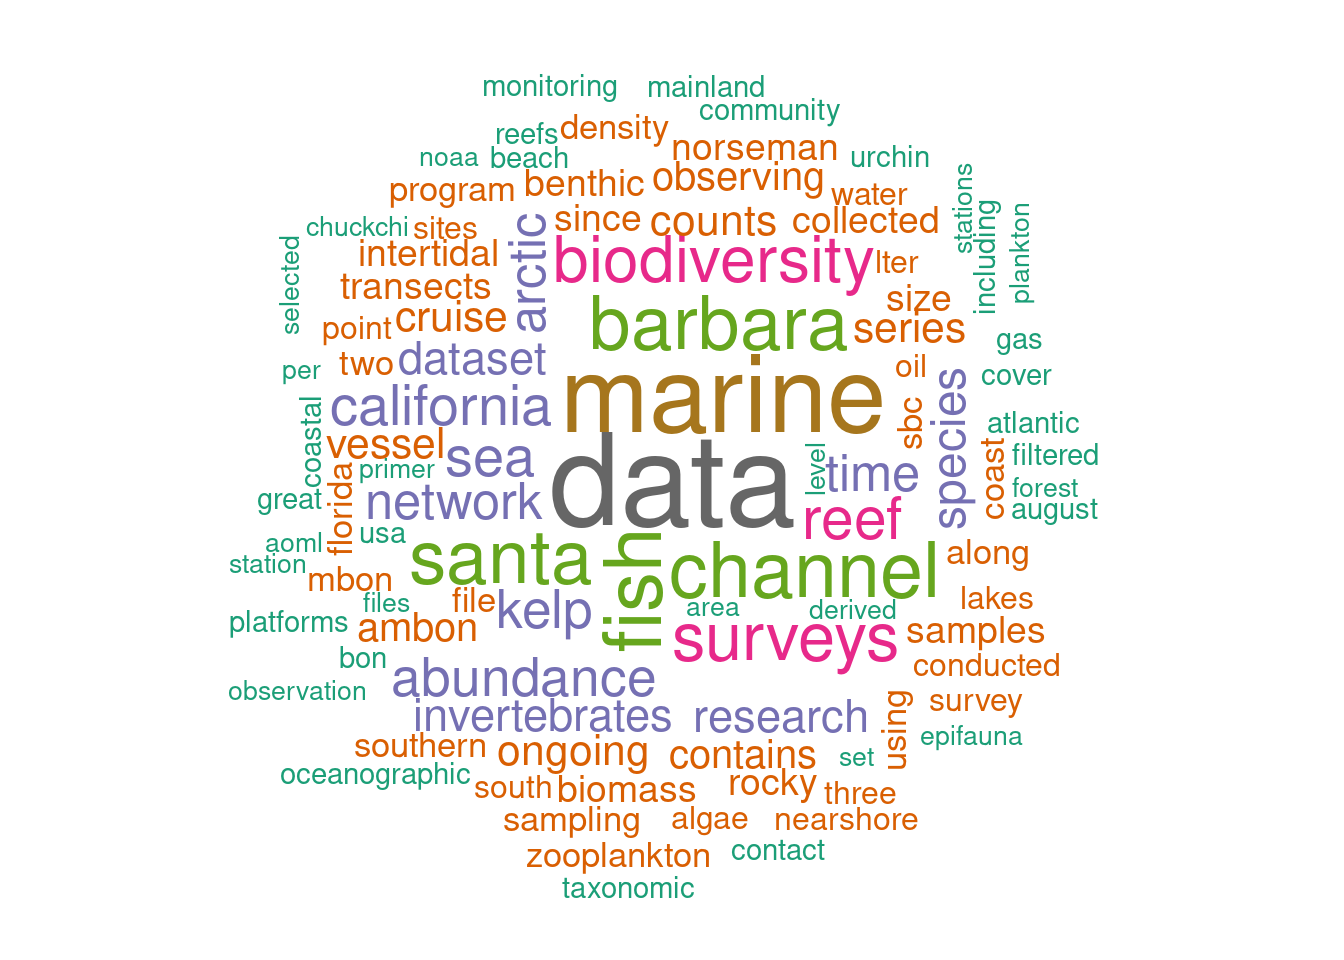 monitoring
mainland
community
reefs
density
noaa
beach
norseman
urchin
program
benthic
observing
water
stations
including
plankton
chuckchi
sites
since
counts
collected
selected
intertidal
arctic
biodiversity
lter
transects
size
point
cruise
barbara
series
gas
per
two
dataset
oil
cover
california
marine
sbc
species
coastal
vessel
atlantic
primer
sea
data
level
time
coast
filtered
great
florida
network
forest
usa
reef
august
aoml
station
santa
fish
channel
along
mbon
files
file
kelp
area
derived
lakes
platforms
ambon
surveys
samples
bon
conducted
observation
abundance
survey
invertebrates
research
using
epifauna
southern
ongoing
contains
set
oceanographic
south
biomass
rocky
three
sampling
algae
nearshore
zooplankton
contact
taxonomic